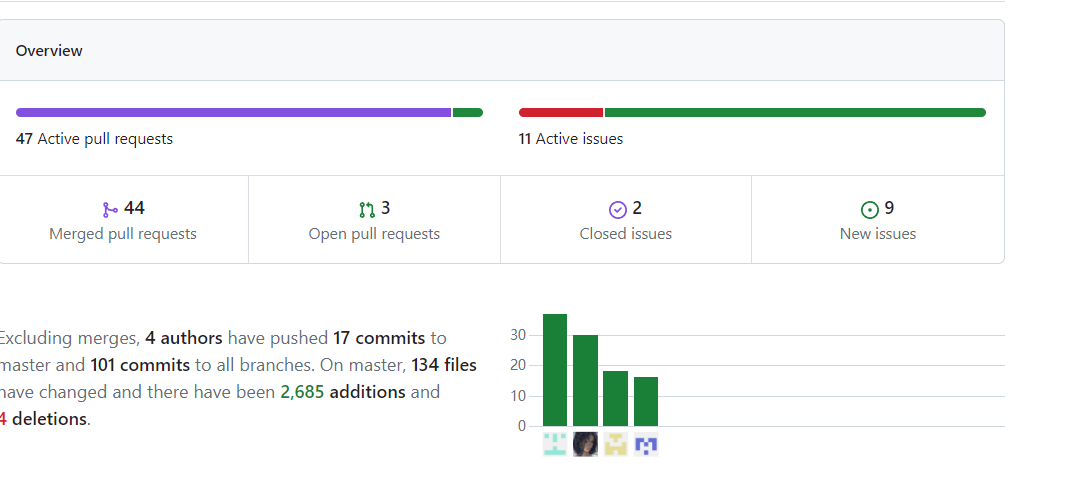 Overview
47 Active pull requests
11 Active issues
44
Merged pull requests
3
Open pull requests
2
Closed issues
9
New issues
Excluding merges, 4 authors have pushed 17 commits to
master and 101 commits to all branches. On master, 134 files
have changed and there have been 2,685 additions and
4 deletions.
30
20
10
0